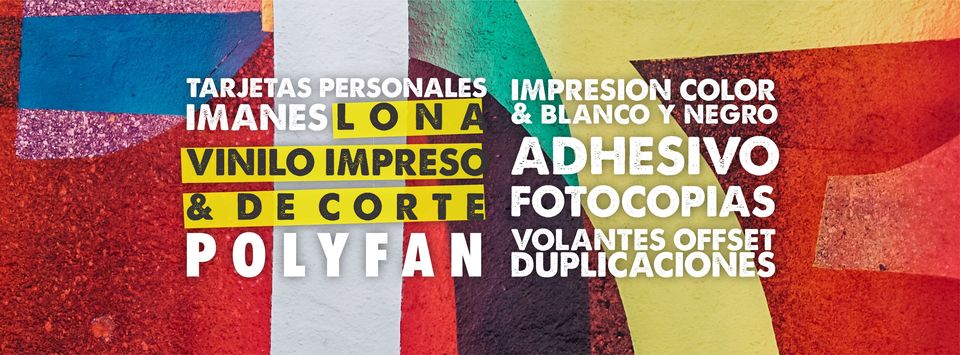 TARJETAS PERSONALES
IMANES LONA
VINILO IMPRESO
& DE CORTE
POLYFAN
IMPRESION COLOR
& BLANCO Y NEGRO
ADHESIVO
FOTOCOPIAS
VOLANTES OFFSET
DUPLICACIONES